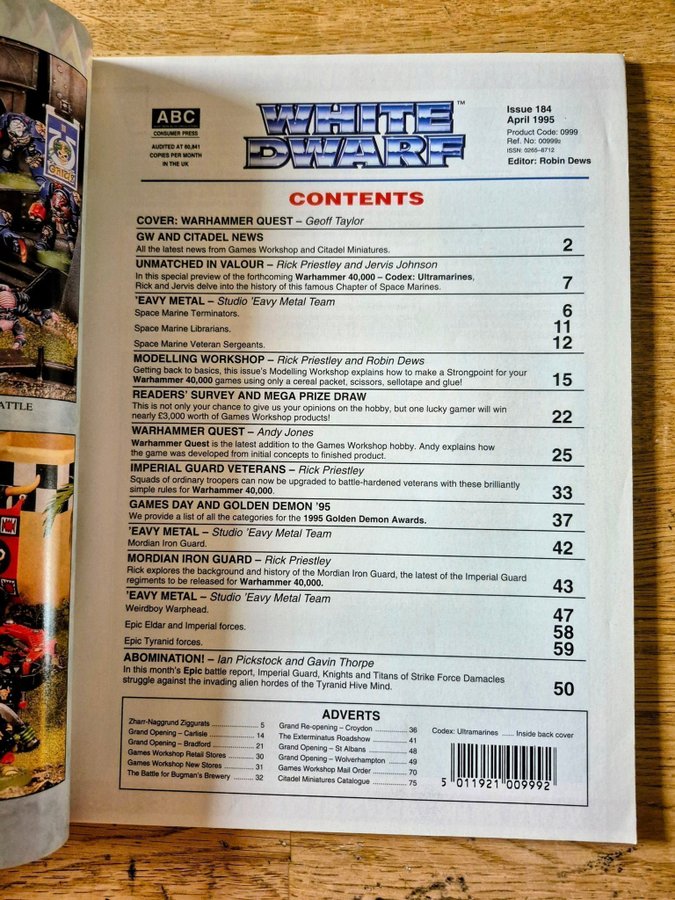 ABC
CONSUMER PRESS
AUDITED AT 60,841
COPIES PER MONTH
IN THE UK
WHITE DWARF™
Issue 184
April 1995
Product Code: 0999
Ref. No: 009992
ISSN: 0265-8712
Editor: Robin Dews
CONTENTS
COVER: WARHAMMER QUEST – Geoff Taylor
GW AND CITADEL NEWS
All the latest news from Games Workshop and Citadel Miniatures. 2
UNMATCHED IN VALOUR – Rick Priestley and Jervis Johnson
In this special preview of the forthcoming Warhammer 40,000 – Codex: Ultramarines,
Rick and Jervis delve into the history of this famous Chapter of Space Marines. 7
'EAVY METAL – Studio 'Eavy Metal Team
Space Marine Terminators. 6
Space Marine Librarians. 11
Space Marine Veteran Sergeants. 12
MODELLING WORKSHOP – Rick Priestley and Robin Dews
Getting back to basics, this issue's Modelling Workshop explains how to make a Strongpoint for your
Warhammer 40,000 games using only a cereal packet, scissors, sellotape and glue! 15
READERS' SURVEY AND MEGA PRIZE DRAW
This is not only your chance to give us your opinions on the hobby, but one lucky gamer will win
nearly £3,000 worth of Games Workshop products! 22
WARHAMMER QUEST – Andy Jones
Warhammer Quest is the latest addition to the Games Workshop hobby. Andy explains how
the game was developed from initial concepts to finished product. 25
IMPERIAL GUARD VETERANS – Rick Priestley
Squads of ordinary troopers can now be upgraded to battle-hardened veterans with these brilliantly
simple rules for Warhammer 40,000. 33
GAMES DAY AND GOLDEN DEMON '95
We provide a list of all the categories for the 1995 Golden Demon Awards. 37
'EAVY METAL – Studio 'Eavy Metal Team
Mordian Iron Guard. 42
MORDIAN IRON GUARD – Rick Priestley
Rick explores the background and history of the Mordian Iron Guard, the latest of the Imperial Guard
regiments to be released for Warhammer 40,000. 43
'EAVY METAL – Studio 'Eavy Metal Team
Weirdboy Warphead. 47
Epic Eldar and Imperial forces. 58
Epic Tyranid forces. 59
ABOMINATION! – Ian Pickstock and Gavin Thorpe
In this month's Epic battle report, Imperial Guard, Knights and Titans of Strike Force Damacles
struggle against the invading alien hordes of the Tyranid Hive Mind. 50
ADVERTS
Zharr-Naggrund Ziggurats 5
Grand Opening – Carlisle 14
Grand Opening – Bradford 21
Games Workshop Retail Stores 30
Games Workshop New Stores 31
The Battle for Bugman's Brewery 32
Grand Re-opening – Croydon 36
The Exterminatus Roadshow 41
Grand Opening – St Albans 48
Grand Opening – Wolverhampton 49
Games Workshop Mail Order 70
Citadel Miniatures Catalogue 75
Codex: Ultramarines ...... Inside back cover
5 011921 009992